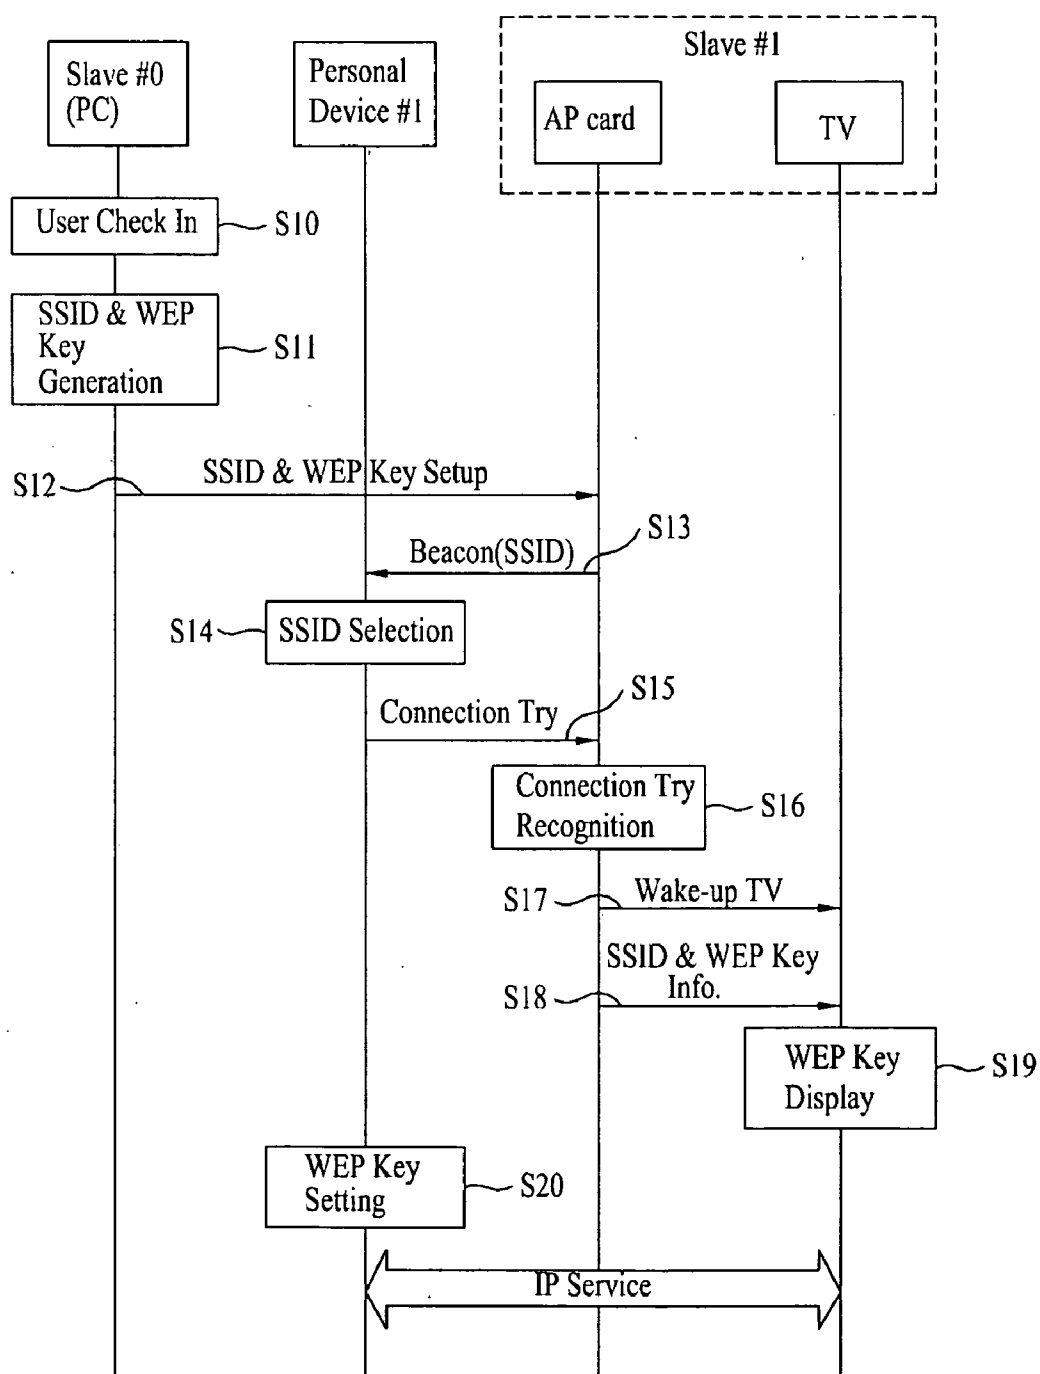 Slave #1
Slave #0
(PC)
Personal
Device #1
AP card
TV
User Check In
S10
SSID & WEP
Key
Generation
S11
SSID & WEP Key Setup
S12
S13
Beacon(SSID)
S14
SSID Selection
S15
Connection Try
Connection Try
Recognition
S16
S17
Wake-up TV
SSID & WEP Key
Info.
S18
WEP Key
Display
S19
WEP Key
Setting
S20
IP Service